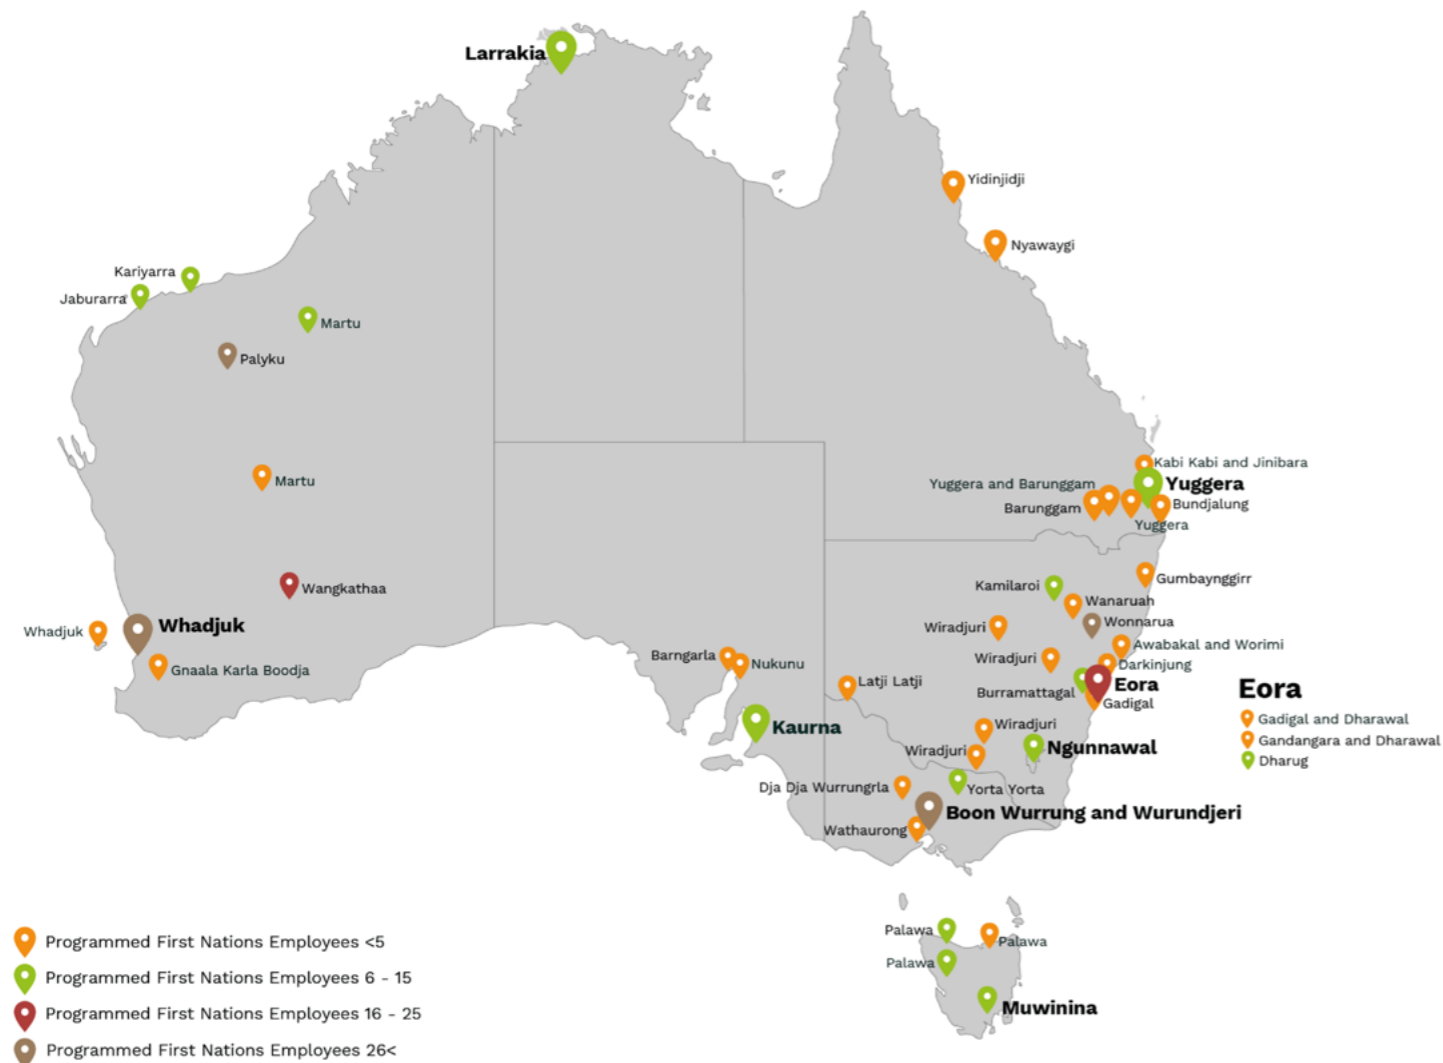 Larrakia
Yidinjidji
Nyawaygi
Kariyarra
Jaburarra
Martu
Palyku
Kabi Kabi and Jinibara
Yuggera and Barunggam
Yuggera
Martu
Barunggam
Bundjalung
Yuggera
Gumbaynggirr
Kamilaroi
Wangkathaa
Wanaruah
Wonnarua
Whadjuk
Whadjuk
Wiradjuri
Awabakal and Worimi
Barngarla
Nukunu
Wiradjuri
Darkinjung
Gnaala Karla Boodja
Latji Latji
Eora
Burramattagal
Gadigal
Eora
Gadigal and Dharawal
Gandangara and Dharawal
Dharug
Kaurna
Wiradjuri
Wiradjuri
Ngunnawal
Dja Dja Wurrungrla
Yorta Yorta
Boon Wurrung and Wurundjeri
Wathaurong
Palawa
Palawa
Palawa
Muwinina
Programmed First Nations Employees <5
Programmed First Nations Employees 6 - 15
Programmed First Nations Employees 16 - 25
Programmed First Nations Employees 26<